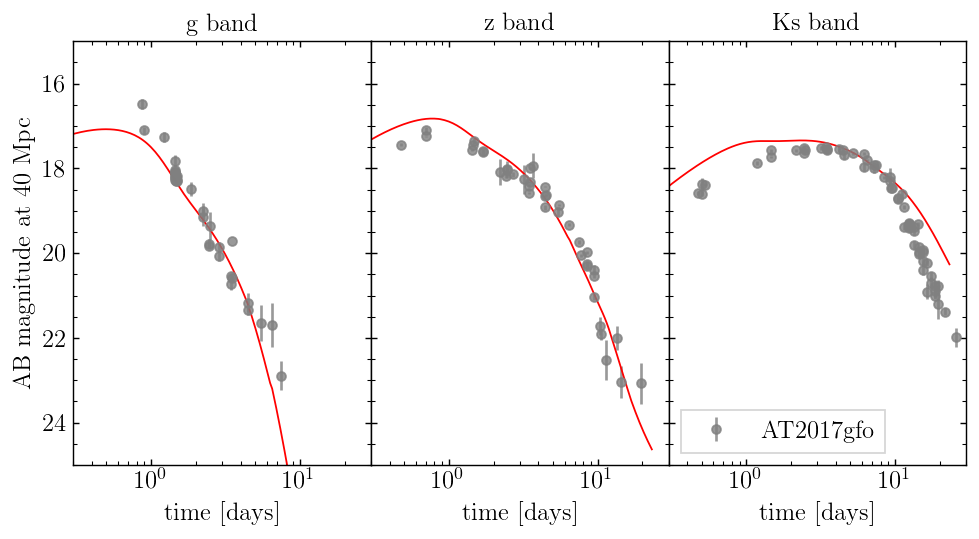 g band
z band
Ks band
AB magnitude at 40 Mpc
16
18
20
22
24
AT2017gfo
10^0 10^1
10^0 10^1
10^0 10^1
time [days]
time [days]
time [days]